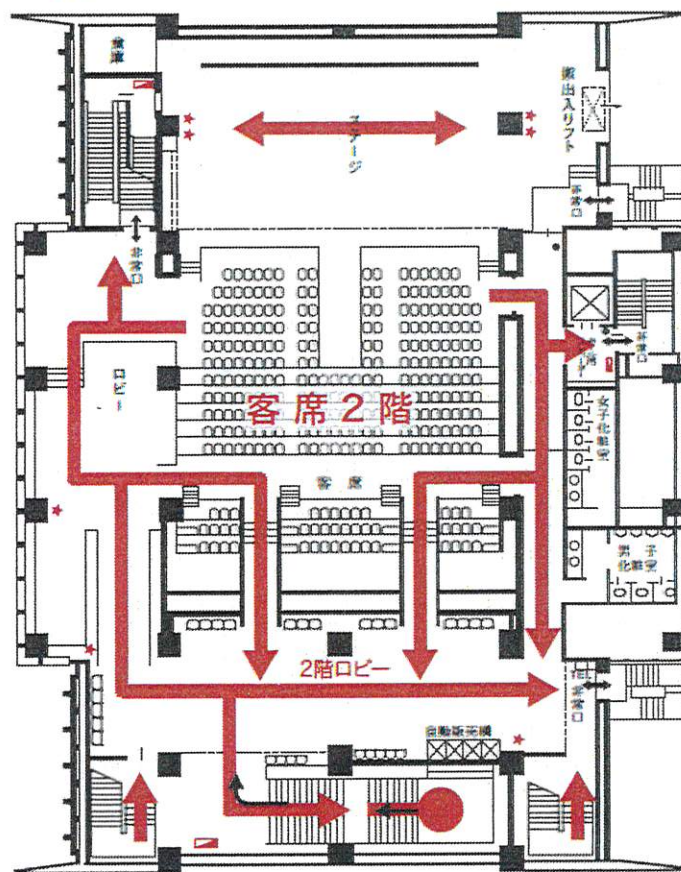 倉庫
搬出入リフト
ステージ
非常口
非常口
非常口
ロビー
客席2階
女子化粧室
客席
男子化粧室
2階ロビー
非常口
自動販売機